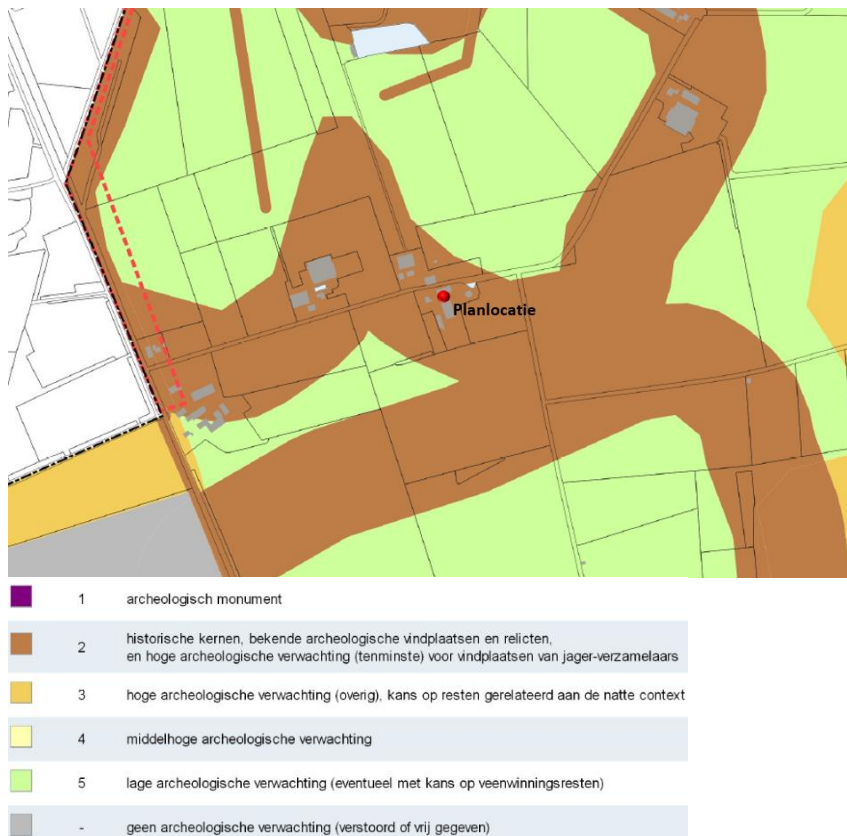 Planlocatie
1 archeologisch monument
2 historische kernen, bekende archeologische vindplaatsen en relicten,
en hoge archeologische verwachting (tenminste) voor vindplaatsen van jager-verzamelaars
3 hoge archeologische verwachting (overig), kans op resten gerelateerd aan de natte context
4 middelhoge archeologische verwachting
5 lage archeologische verwachting (eventueel met kans op veenwinningsresten)
- geen archeologische verwachting (verstoord of vrij gegeven)